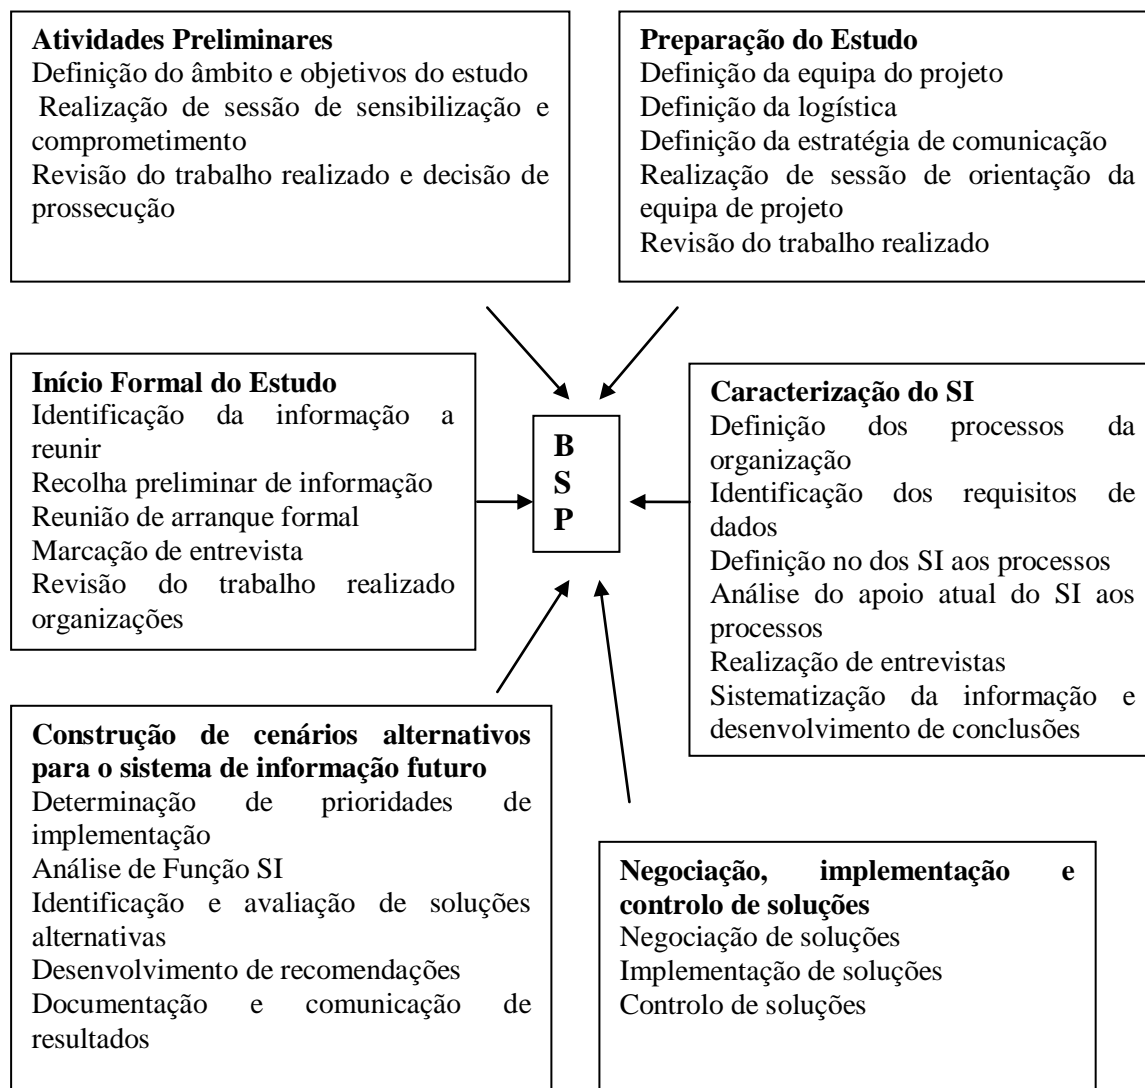 Atividades Preliminares
Definição do âmbito e objetivos do estudo
Realização de sessão de sensibilização e
comprometimento
Revisão do trabalho realizado e decisão de
prossecução
Preparação do Estudo
Definição da equipa do projeto
Definição da logística
Definição da estratégia de comunicação
Realização de sessão de orientação da
equipa de projeto
Revisão do trabalho realizado
Início Formal do Estudo
Identificação da informação a
reunir
Recolha preliminar de informação
Reunião de arranque formal
Marcação de entrevista
Revisão do trabalho realizado
organizações
B
S
P
Caracterização do SI
Definição dos processos da
organização
Identificação dos requisitos de
dados
Definição no dos SI aos processos
Análise do apoio atual do SI aos
processos
Realização de entrevistas
Sistematização da informação e
desenvolvimento de conclusões
Construção de cenários alternativos
para o sistema de informação futuro
Determinação de prioridades de
implementação
Análise de Função SI
Identificação e avaliação de soluções
alternativas
Desenvolvimento de recomendações
Documentação e comunicação de
resultados
Negociação, implementação e
controlo de soluções
Negociação de soluções
Implementação de soluções
Controlo de soluções